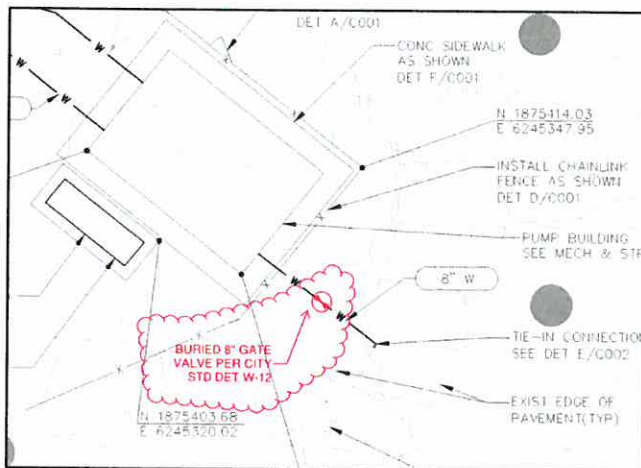 DET A/C001
CONC SIDEWALK
AS SHOWN
DET F/C001
N 1875414.03
E 6245347.95
INSTALL CHAINLINK
FENCE AS SHOWN
DET D/C001
PUMP BUILDING
SEE MECH & STR
8" W
W
W
W
W
W
BURIED 8" GATE
VALVE PER CITY
STD DET W-12
TIE-IN CONNECTION
SEE DET E/C002
EXIST EDGE OF
PAVEMENT(TYP)
N 1875403.68
E 6245320.02